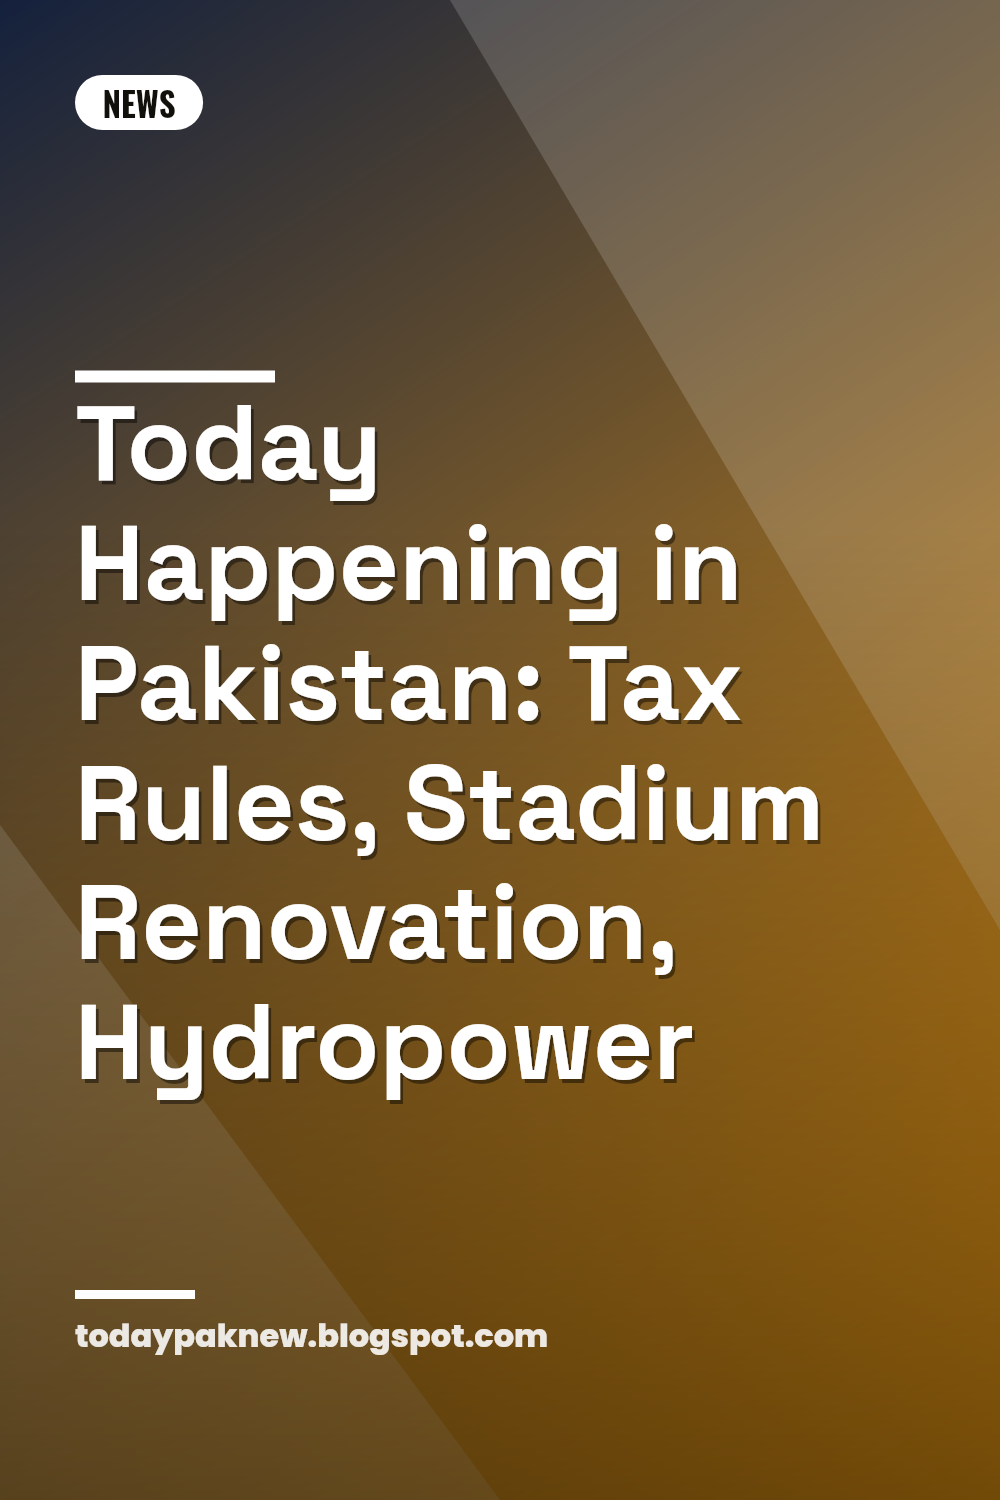 NEWS
Today
Happening in
Pakistan: Tax
Rules, Stadium
Renovation,
Hydropower
todaypaknew.blogspot.com